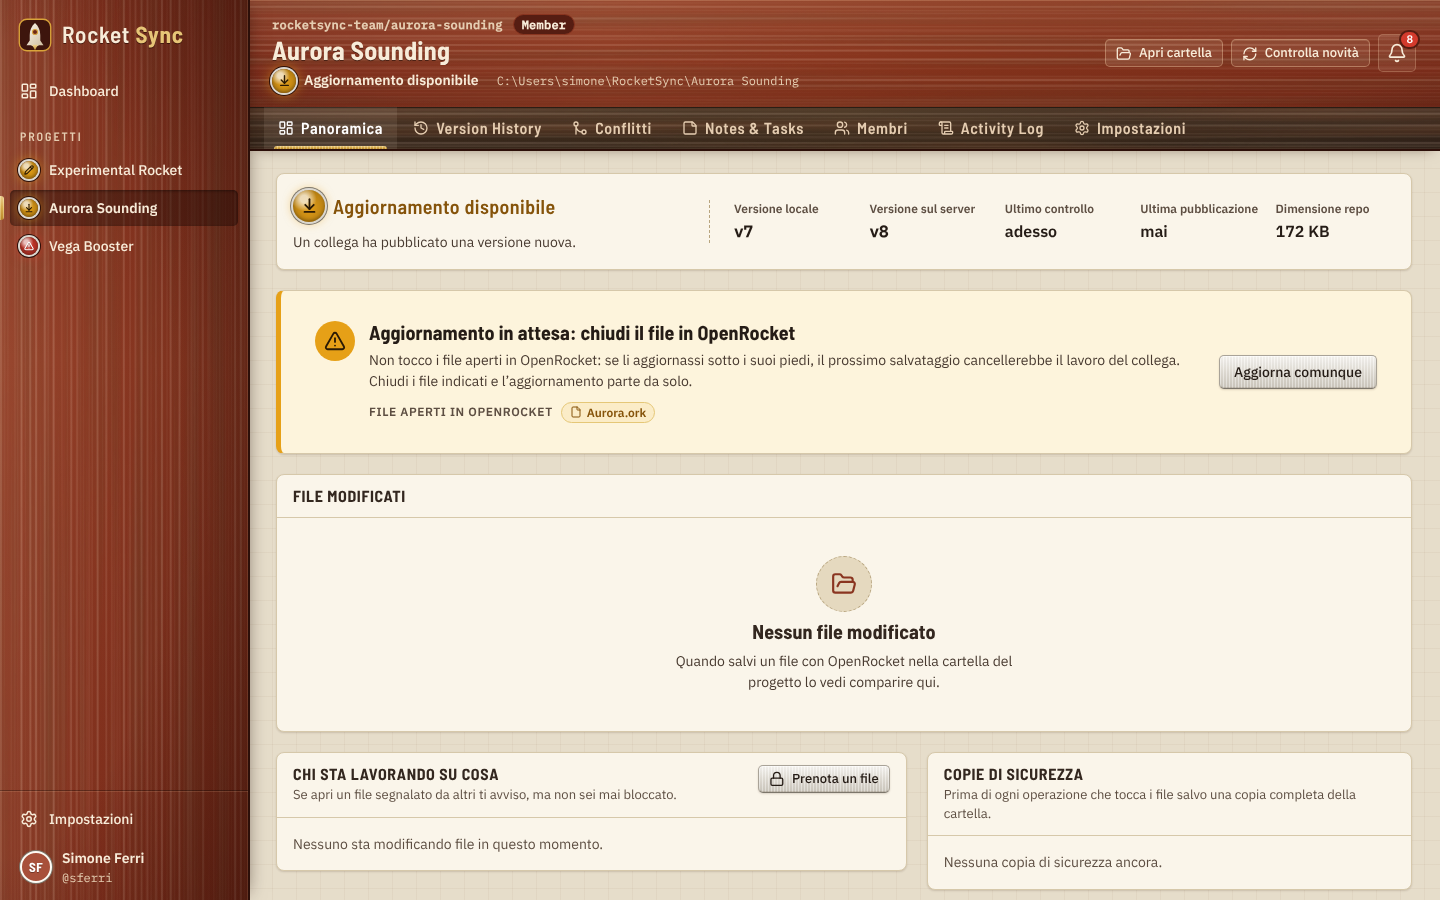 Rocket Sync
Dashboard
PROGETTI
Experimental Rocket
Aurora Sounding
Vega Booster
Impostazioni
SF
Simone Ferri
@sferri
rocketsync-team/aurora-sounding
Member
Aurora Sounding
Aggiornamento disponibile
C:\Users\simone\RocketSync\Aurora Sounding
Apri cartella
Controlla novità
8
Panoramica
Version History
Conflitti
Notes & Tasks
Membri
Activity Log
Impostazioni
Aggiornamento disponibile
Un collega ha pubblicato una versione nuova.
Versione locale
v7
Versione sul server
v8
Ultimo controllo
adesso
Ultima pubblicazione
mai
Dimensione repo
172 KB
Aggiornamento in attesa: chiudi il file in OpenRocket
Non tocco i file aperti in OpenRocket: se li aggiornassi sotto i suoi piedi, il prossimo salvataggio cancellerebbe il lavoro del collega.
Chiudi i file indicati e l’aggiornamento parte da solo.
FILE APERTI IN OPENROCKET
Aurora.ork
Aggiorna comunque
FILE MODIFICATI
Nessun file modificato
Quando salvi un file con OpenRocket nella cartella del
progetto lo vedi comparire qui.
CHI STA LAVORANDO SU COSA
Se apri un file segnalato da altri ti avviso, ma non sei mai bloccato.
Prenota un file
Nessuno sta modificando file in questo momento.
COPIE DI SICUREZZA
Prima di ogni operazione che tocca i file salvo una copia completa della
cartella.
Nessuna copia di sicurezza ancora.